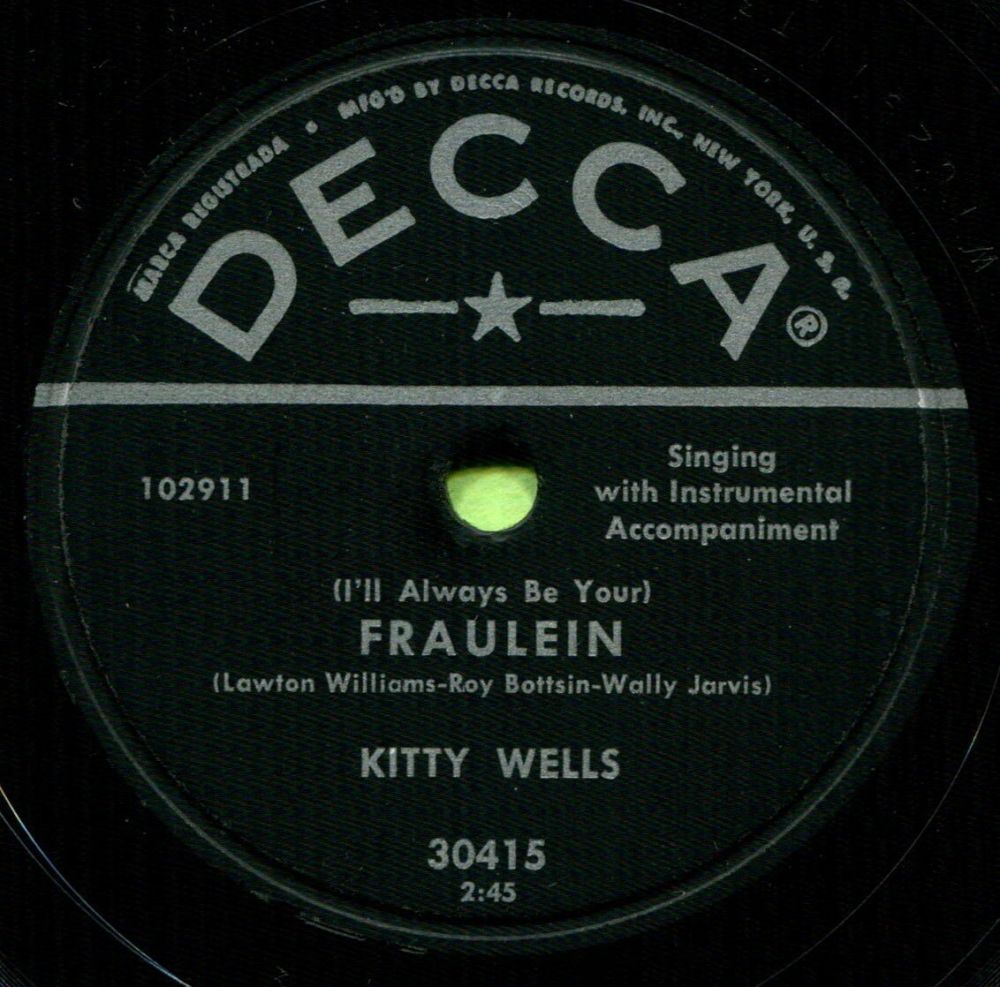 MARCA REGISTRADA • MFG'D BY DECCA RECORDS, INC., NEW YORK, U. S. A.
DECCA®
102911
Singing
with Instrumental
Accompaniment
(I'll Always Be Your)
FRAULEIN
(Lawton Williams-Roy Bottsin-Wally Jarvis)
KITTY WELLS
30415
2:45